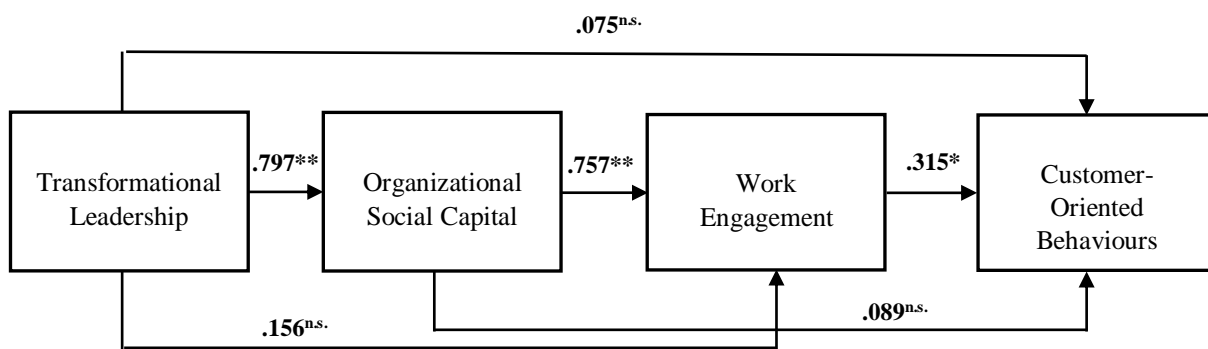 .075n.s.
Transformational
Leadership
.797**
Organizational
Social Capital
.757**
Work
Engagement
.315*
Customer-
Oriented
Behaviours
.156n.s.
.089n.s.